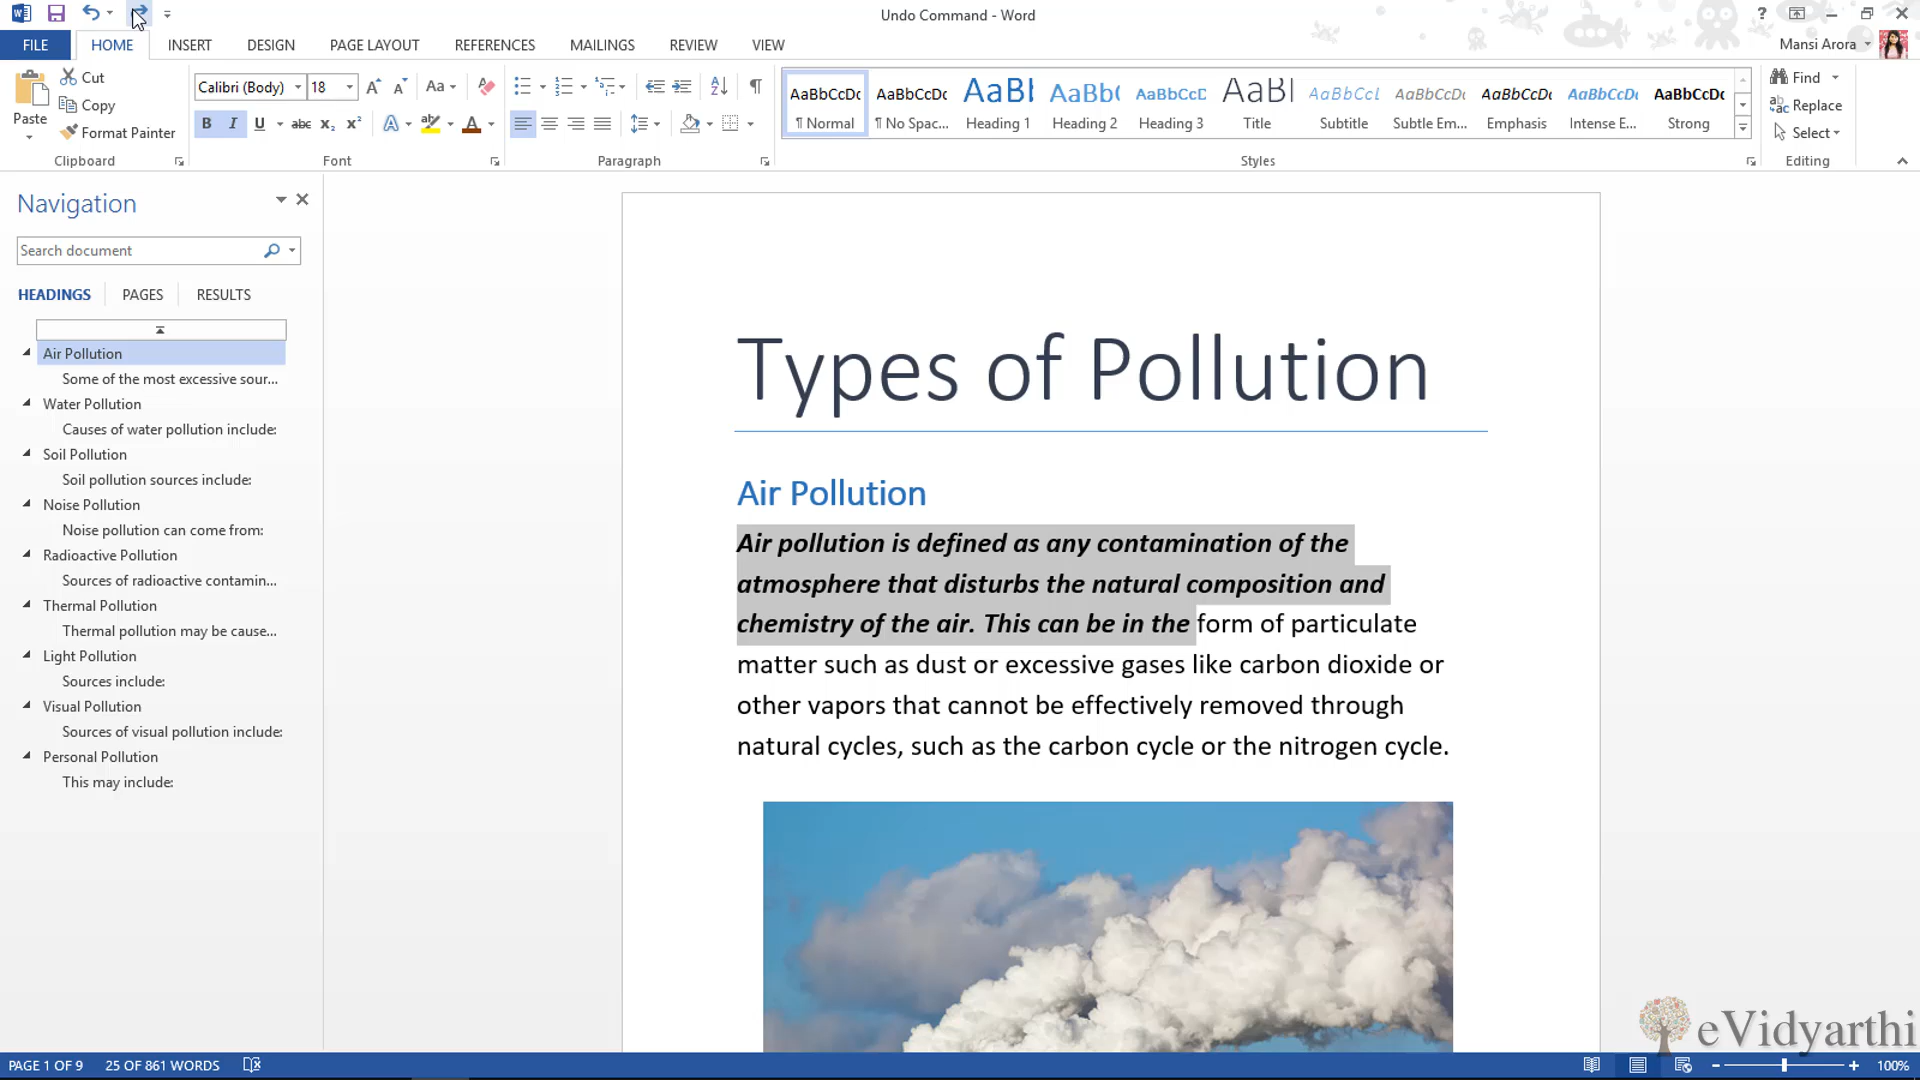 Undo Command - Word
Mansi Arora
FILE HOME INSERT DESIGN PAGE LAYOUT REFERENCES MAILINGS REVIEW VIEW
Paste
Cut
Copy
Format Painter
Clipboard
Calibri (Body) 18
Font
Paragraph
AaBbCcDc AaBbCcDc AaBb AaBb( AaBbCcD AaBb AaBbCcL AaBbCcDc AaBbCcDc AaBbCcDc AaBbCcDc
¶ Normal ¶ No Spac... Heading 1 Heading 2 Heading 3 Title Subtitle Subtle Em... Emphasis Intense E... Strong
Styles
Find
Replace
Select
Editing
Navigation
Search document
HEADINGS PAGES RESULTS
Air Pollution
Some of the most excessive sour...
Water Pollution
Causes of water pollution include:
Soil Pollution
Soil pollution sources include:
Noise Pollution
Noise pollution can come from:
Radioactive Pollution
Sources of radioactive contamin...
Thermal Pollution
Thermal pollution may be cause...
Light Pollution
Sources include:
Visual Pollution
Sources of visual pollution include:
Personal Pollution
This may include:
Types of Pollution
Air Pollution
Air pollution is defined as any contamination of the
atmosphere that disturbs the natural composition and
chemistry of the air. This can be in the form of particulate
matter such as dust or excessive gases like carbon dioxide or
other vapors that cannot be effectively removed through
natural cycles, such as the carbon cycle or the nitrogen cycle.
eVidyarthi
PAGE 1 OF 9 25 OF 861 WORDS
100%